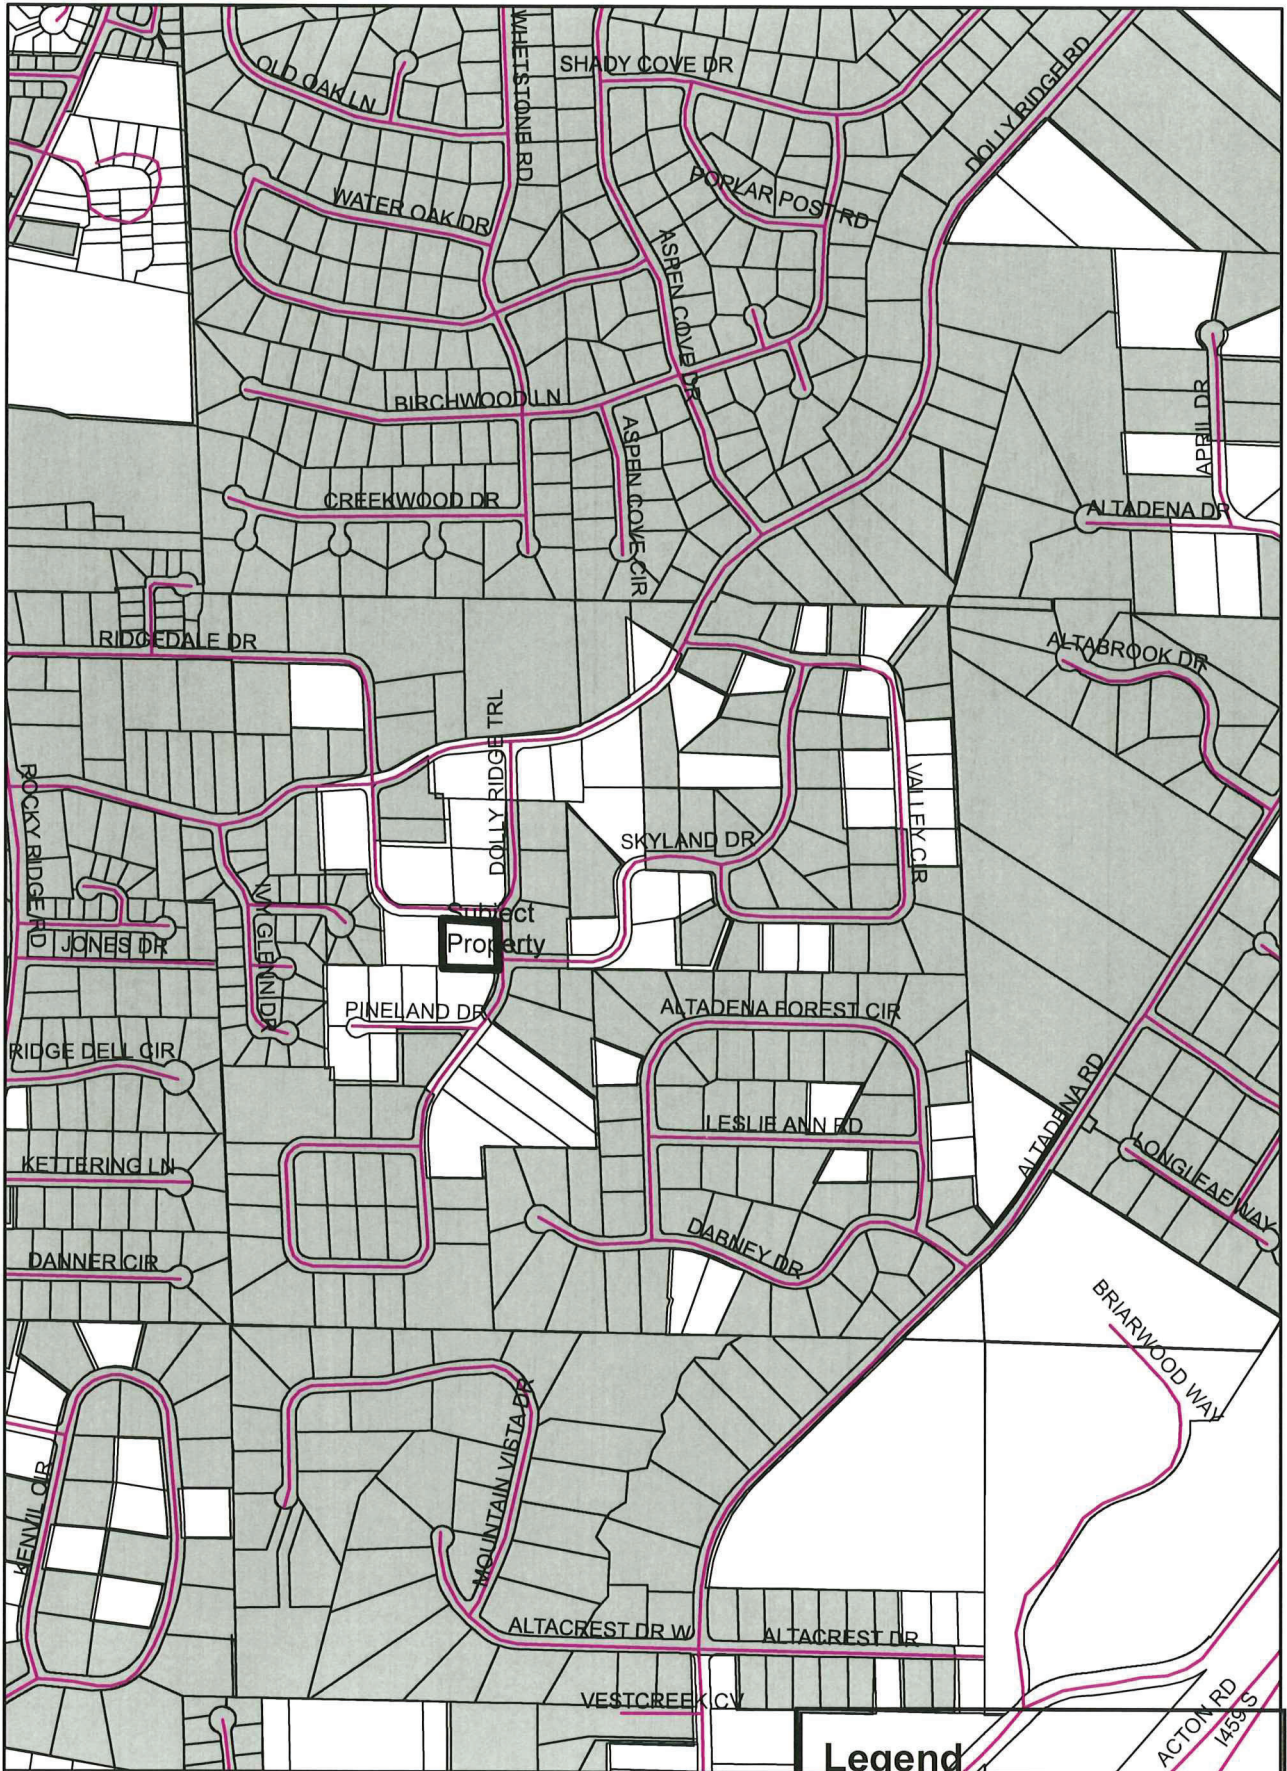 WHETSTONE RD
SHADY COVE DR
OLD OAK LN
DOLLY RIDGE RD
POPLAR POST RD
WATER OAK DR
ASPEN COVE DR
BIRCHWOOD LN
APRIL DR
ASPEN COVE CIR
CREEKWOOD DR
ALTADENA DR
RIDGEDALE DR
ALTABROOK DR
DOLLY RIDGE TRL
ROCKY RIDGE RD
VALLEY CIR
SKYLAND DR
IVY GLENN DR
Subject
Property
JONES DR
PINELAND DR
ALTADENA FOREST CIR
RIDGE DELL CIR
ALTADENA RD
LESLIE ANN RD
KETTERING LN
LONGLEAF WAY
DABNEY DR
DANNER CIR
BRIARWOOD WAY
MOUNTAIN VISTA DR
KENVIL CIR
ALTACREST DR W
ALTACREST DR
VESTCREEK CV
ACTON RD
I459 S
Legend